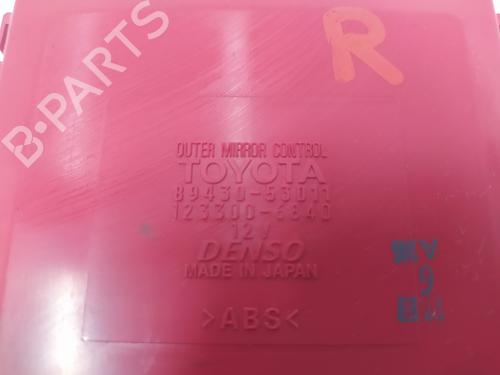 R
B-PARTS
OUTER MIRROR CONTROL
TOYOTA
89430-53011
123300-6840
12V
DENSO
MADE IN JAPAN
9
>ABS<